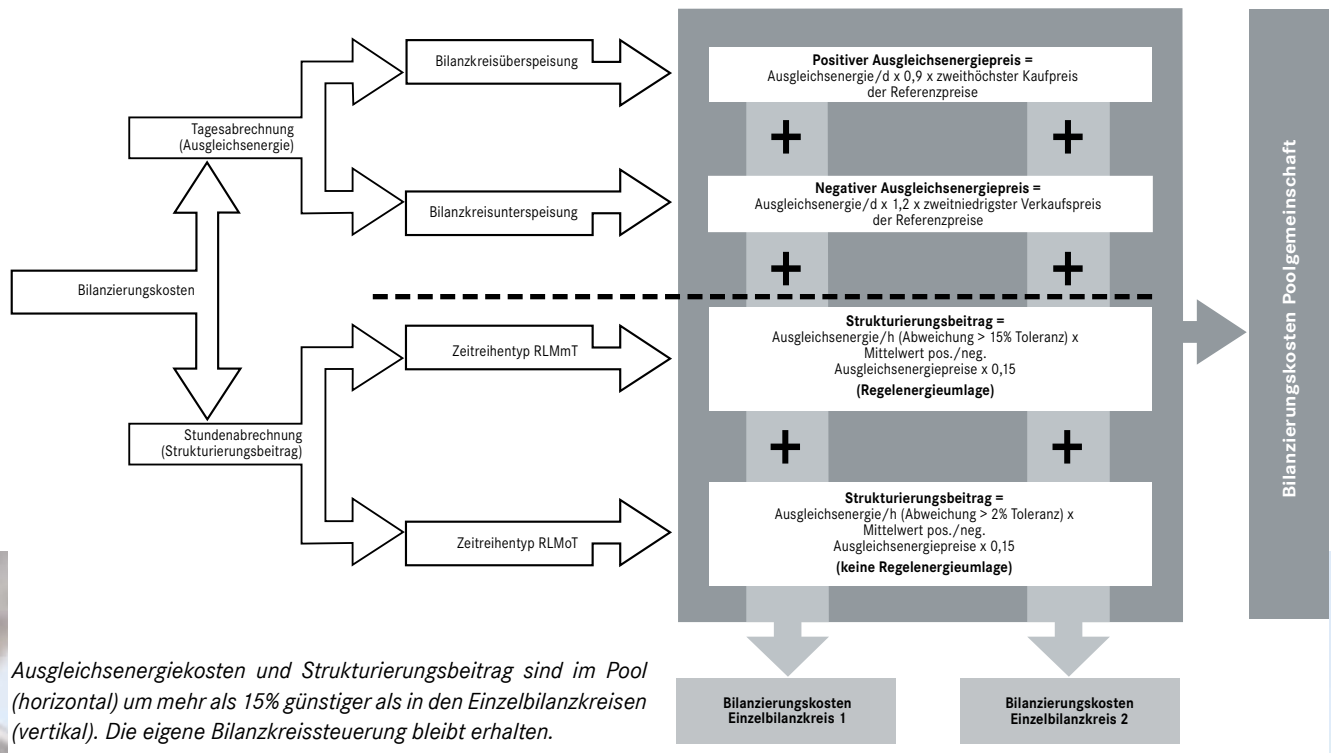 Bilanzierungskosten
Tagesabrechnung
(Ausgleichsenergie)
Stundenabrechnung
(Strukturierungsbeitrag)
Bilanzkreisüberspeisung
Bilanzkreisunterspeisung
Zeitreihentyp RLMmT
Zeitreihentyp RLMoT
Positiver Ausgleichsenergiepreis =
Ausgleichsenergie/d x 0,9 x zweithöchster Kaufpreis
der Referenzpreise
+ +
Negativer Ausgleichsenergiepreis =
Ausgleichsenergie/d x 1,2 x zweitniedrigster Verkaufspreis
der Referenzpreise
+ +
Strukturierungsbeitrag =
Ausgleichsenergie/h (Abweichung > 15% Toleranz) x
Mittelwert pos./neg.
Ausgleichsenergiepreise x 0,15
(Regelenergieumlage)
+ +
Strukturierungsbeitrag =
Ausgleichsenergie/h (Abweichung > 2% Toleranz) x
Mittelwert pos./neg.
Ausgleichsenergiepreise x 0,15
(keine Regelenergieumlage)
Bilanzierungskosten Poolgemeinschaft
Bilanzierungskosten
Einzelbilanzkreis 1
Bilanzierungskosten
Einzelbilanzkreis 2
Ausgleichsenergiekosten und Strukturierungsbeitrag sind im Pool
(horizontal) um mehr als 15% günstiger als in den Einzelbilanzkreisen
(vertikal). Die eigene Bilanzkreissteuerung bleibt erhalten.